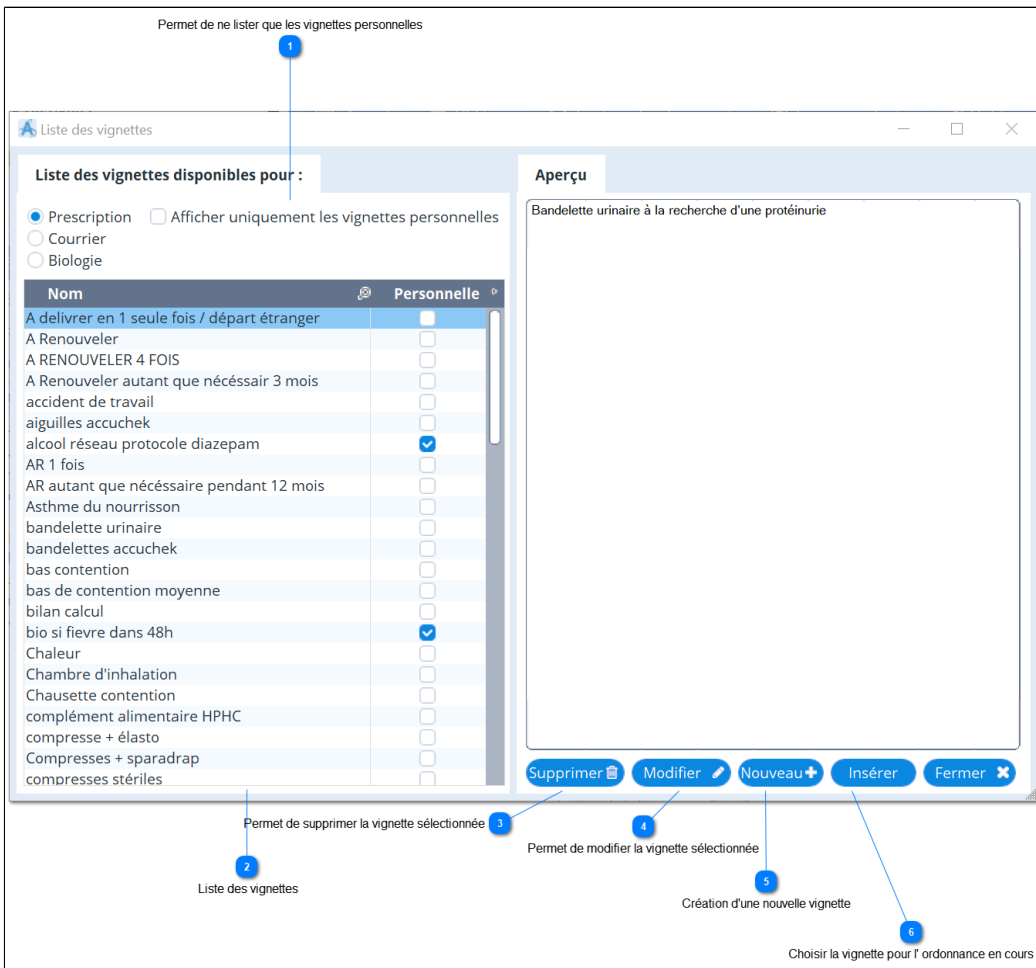 Permet de ne lister que les vignettes personnelles
1
Liste des vignettes
Liste des vignettes disponibles pour :
Aperçu
Prescription
Afficher uniquement les vignettes personnelles
Courrier
Biologie
Bandelette urinaire à la recherche d'une protéinurie
Nom
Personnelle
A delivrer en 1 seule fois / départ étranger
A Renouveler
A RENOUVELER 4 FOIS
A Renouveler autant que nécéssair 3 mois
accident de travail
aiguilles accuchek
alcool réseau protocole diazepam
AR 1 fois
AR autant que nécéssaire pendant 12 mois
Asthme du nourrisson
bandelette urinaire
bandelettes accuchek
bas contention
bas de contention moyenne
bilan calcul
bio si fievre dans 48h
Chaleur
Chambre d'inhalation
Chausette contention
complément alimentaire HPHC
compresse + élasto
Compresses + sparadrap
compresses stériles
Supprimer
Modifier
Nouveau
Insérer
Fermer
Permet de supprimer la vignette sélectionnée 3
4
Permet de modifier la vignette sélectionnée
2
Liste des vignettes
5
Création d'une nouvelle vignette
6
Choisir la vignette pour l' ordonnance en cours